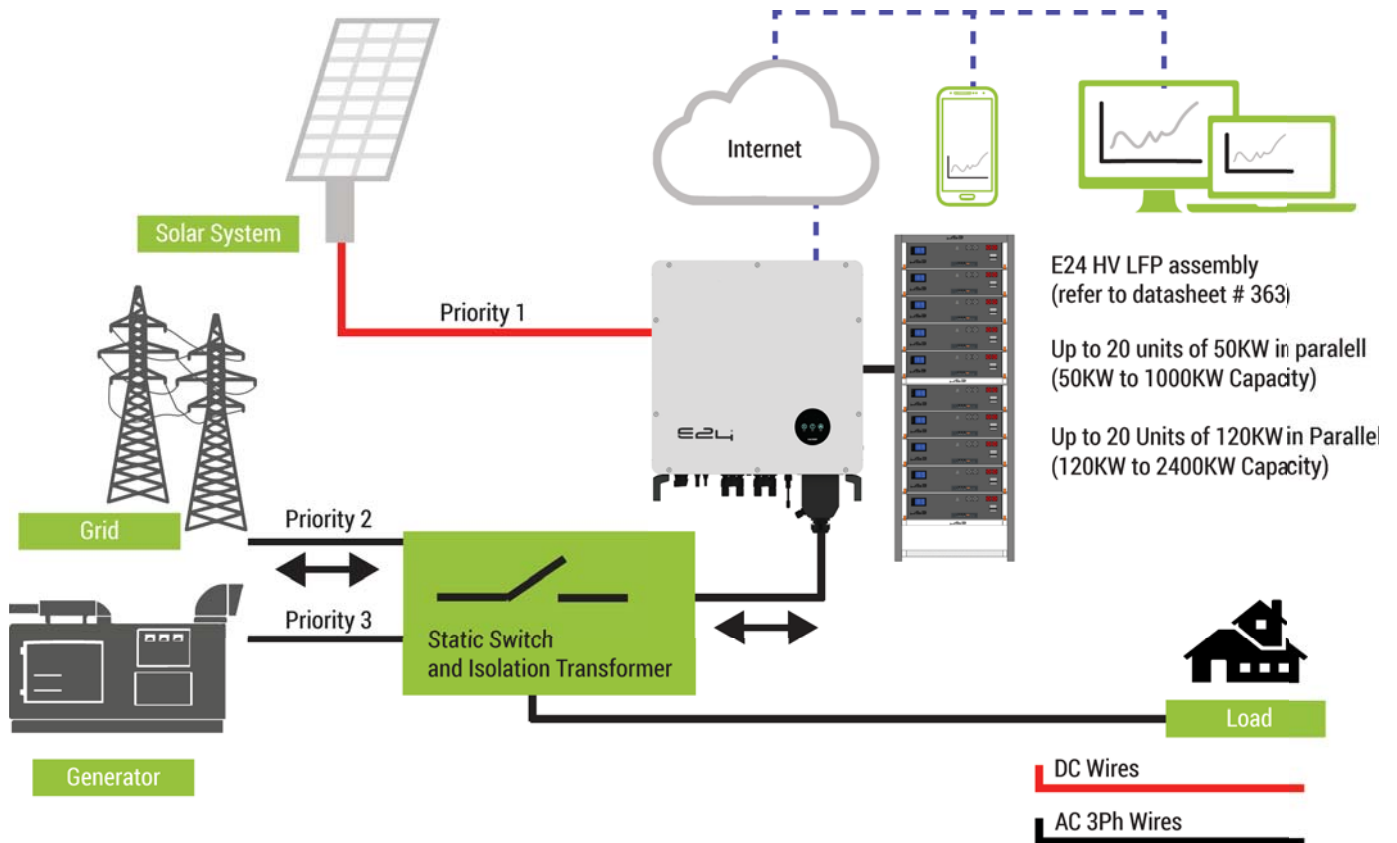 Internet
Solar System
E24 HV LFP assembly
(refer to datasheet # 363)
Priority 1
Up to 20 units of 50KW in paralell
(50KW to 1000KW Capacity)
E24
Up to 20 Units of 120KW in Parallel
(120KW to 2400KW Capacity)
Priority 2
Grid
Priority 3
Static Switch
and Isolation Transformer
Load
Generator
DC Wires
AC 3Ph Wires